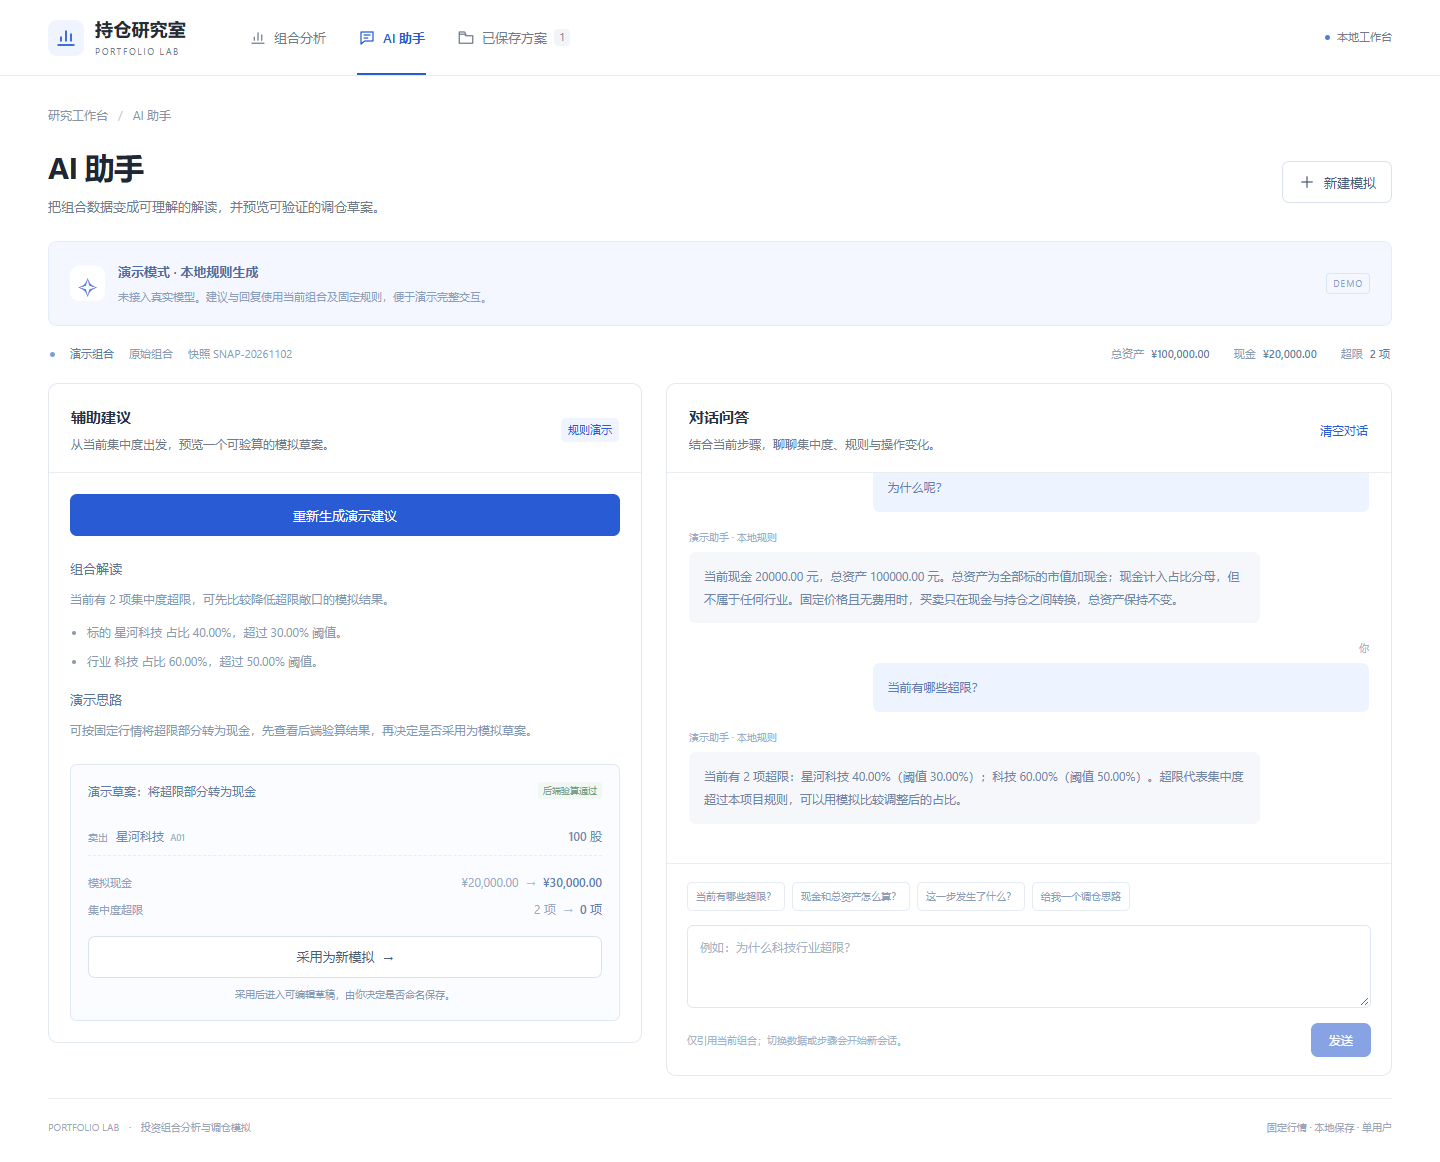 持仓研究室
PORTFOLIO LAB
组合分析
AI 助手
已保存方案 1
本地工作台
研究工作台 / AI 助手
AI 助手
把组合数据变成可理解的解读，并预览可验证的调仓草案。
新建模拟
演示模式 · 本地规则生成
未接入真实模型。建议与回复使用当前组合及固定规则，便于演示完整交互。
DEMO
演示组合 原始组合 快照 SNAP-20261102
总资产 ¥100,000.00 现金 ¥20,000.00 超限 2 项
辅助建议
从当前集中度出发，预览一个可验算的模拟草案。
规则演示
重新生成演示建议
组合解读
当前有 2 项集中度超限，可先比较降低超限敞口的模拟结果。
• 标的 星河科技 占比 40.00%，超过 30.00% 阈值。
• 行业 科技 占比 60.00%，超过 50.00% 阈值。
演示思路
可按固定行情将超限部分转为现金，先查看后端验算结果，再决定是否采用为模拟草案。
演示草案：将超限部分转为现金
后端验算通过
卖出 星河科技 A01 100 股
模拟现金 ¥20,000.00 → ¥30,000.00
集中度超限 2 项 → 0 项
采用为新模拟 →
采用后进入可编辑草稿，由你决定是否命名保存。
对话问答
结合当前步骤，聊聊集中度、规则与操作变化。
清空对话
为什么呢？
演示助手 · 本地规则
当前现金 20000.00 元，总资产 100000.00 元。总资产为全部标的市值加现金；现金计入占比分母，但
不属于任何行业。固定价格且无费用时，买卖只在现金与持仓之间转换，总资产保持不变。
你
当前有哪些超限？
演示助手 · 本地规则
当前有 2 项超限：星河科技 40.00%（阈值 30.00%）；科技 60.00%（阈值 50.00%）。超限代表集中度
超过本项目规则，可以用模拟比较调整后的占比。
当前有哪些超限？
现金和总资产怎么算？
这一步发生了什么？
给我一个调仓思路
例如：为什么科技行业超限？
仅引用当前组合；切换数据或步骤会开始新会话。
发送
PORTFOLIO LAB · 投资组合分析与调仓模拟
固定行情 · 本地保存 · 单用户